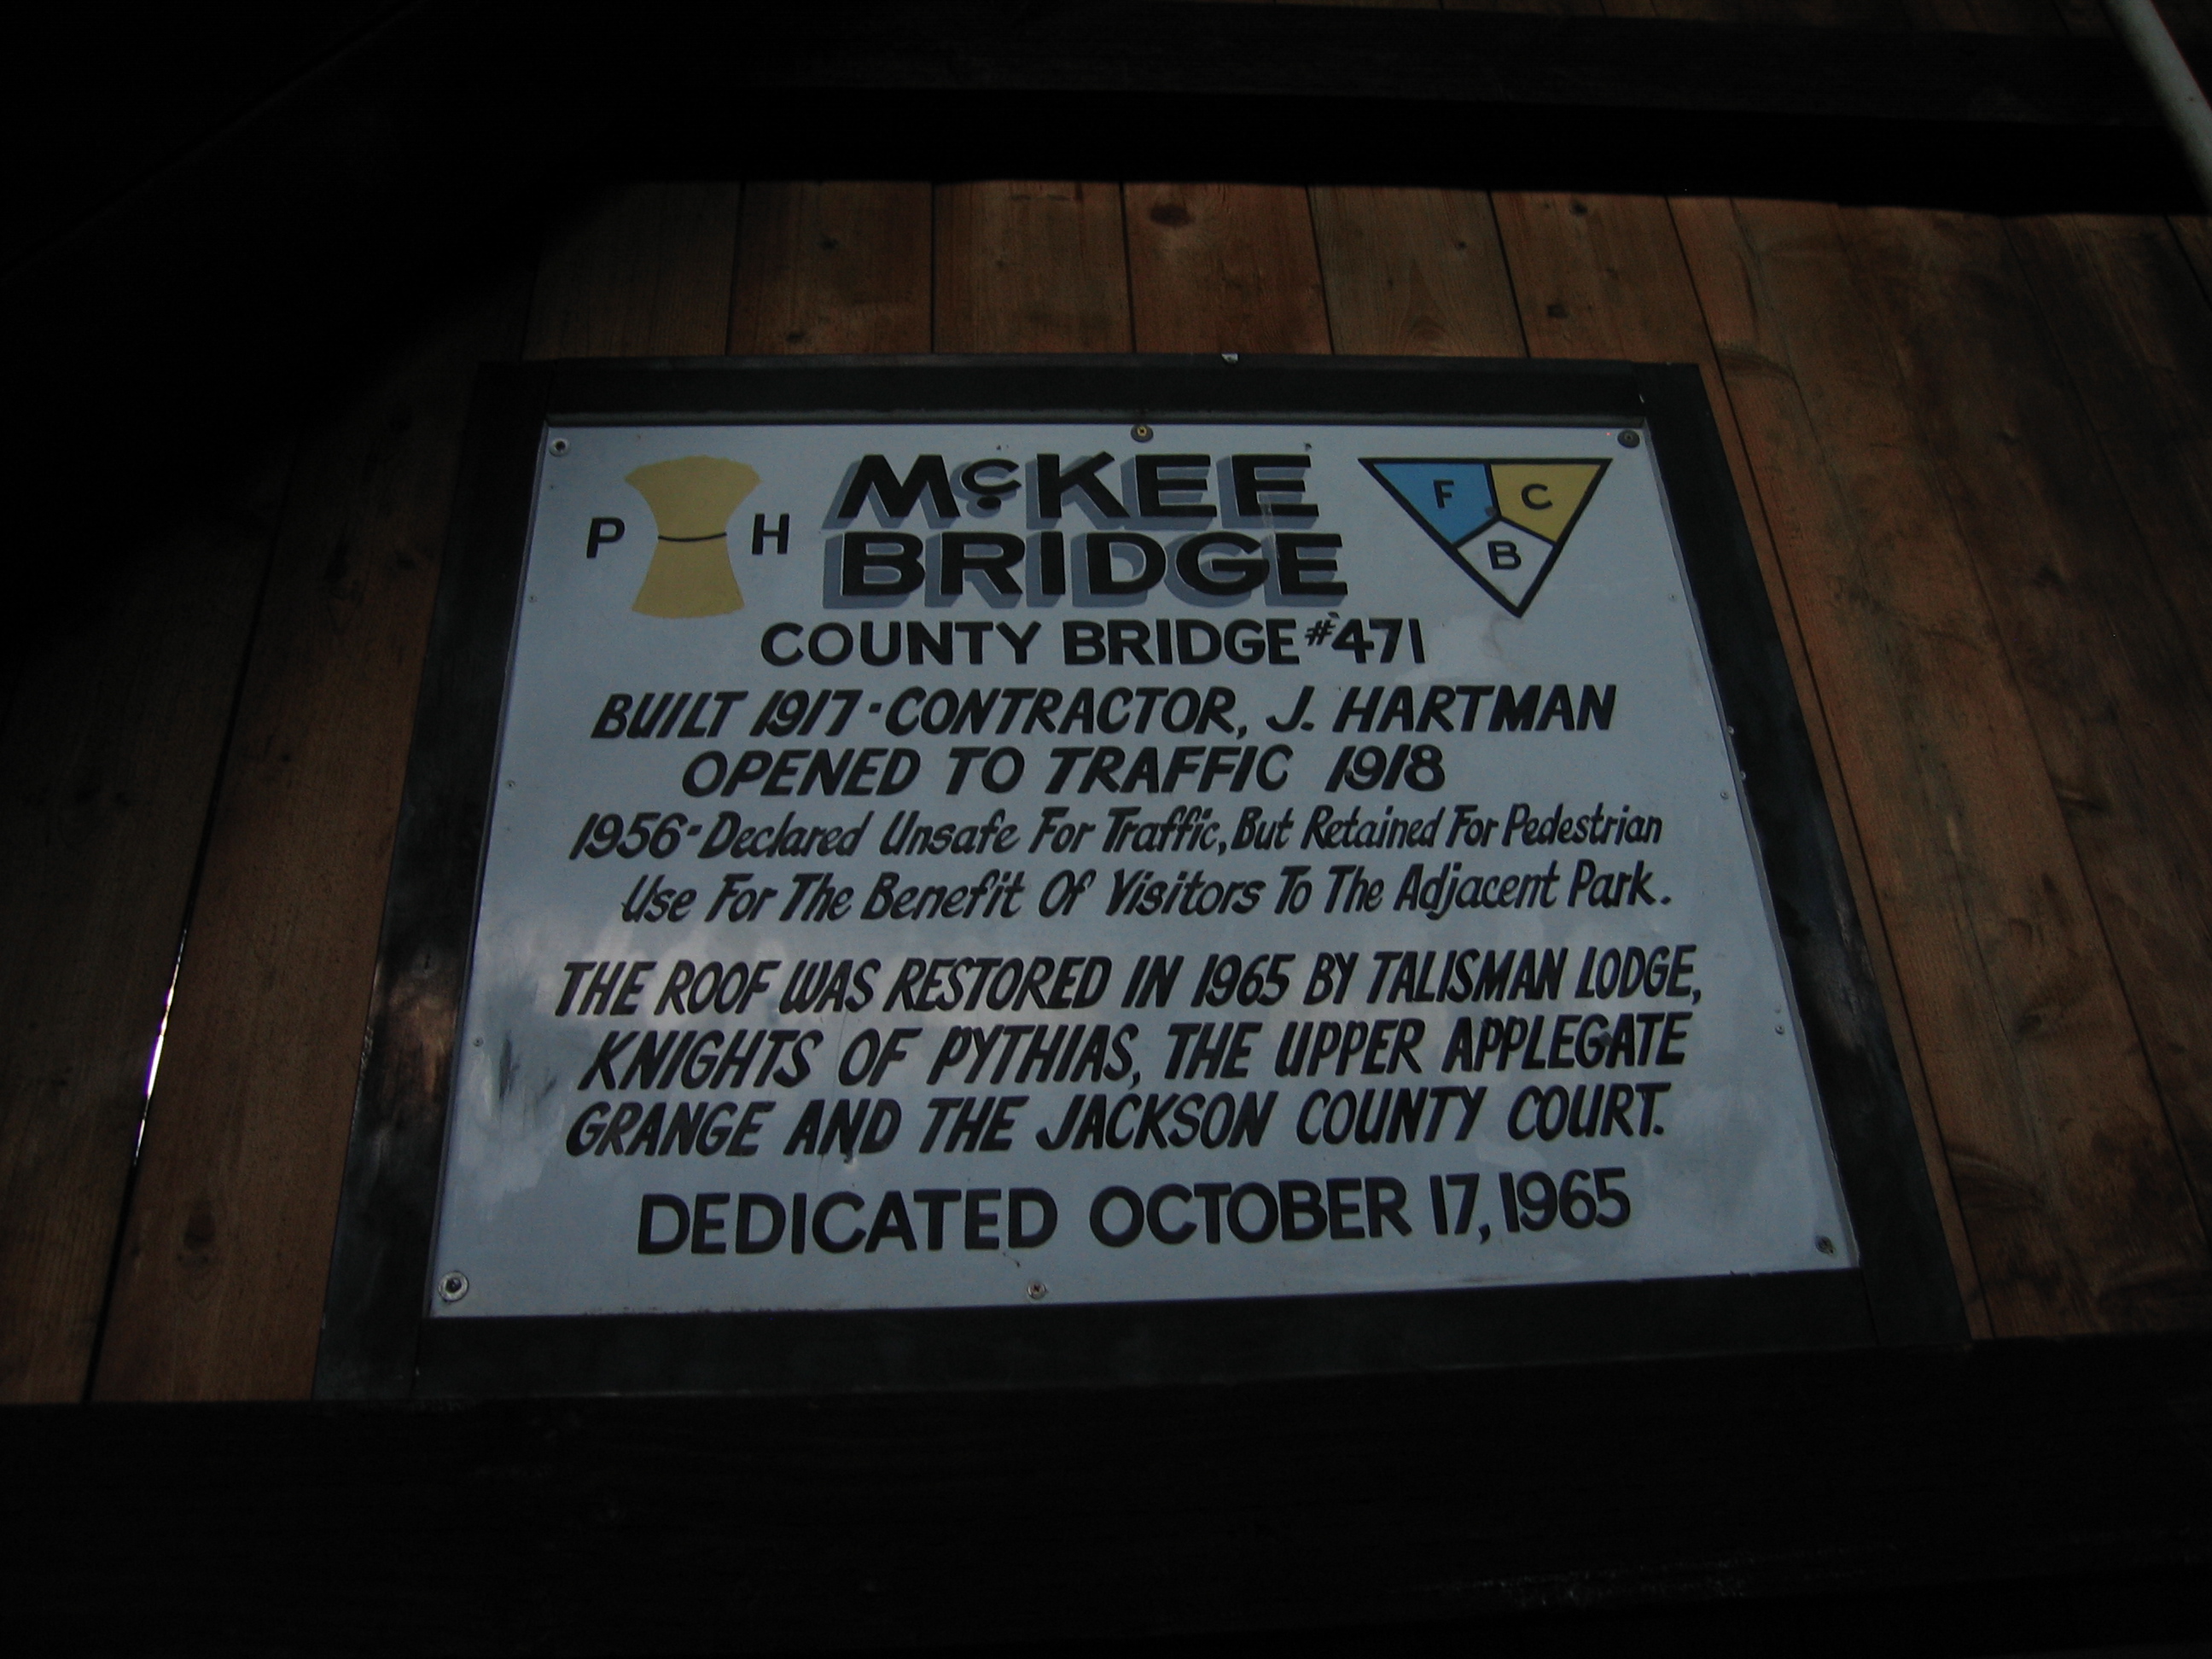 P H
McKEE
BRIDGE
F C
B
COUNTY BRIDGE #471
BUILT 1917 - CONTRACTOR, J. HARTMAN
OPENED TO TRAFFIC 1918
1956 - Declared Unsafe For Traffic, But Retained For Pedestrian
Use For The Benefit Of Visitors To The Adjacent Park.
THE ROOF WAS RESTORED IN 1965 BY TALISMAN LODGE,
KNIGHTS OF PYTHIAS, THE UPPER APPLEGATE
GRANGE AND THE JACKSON COUNTY COURT.
DEDICATED OCTOBER 17, 1965